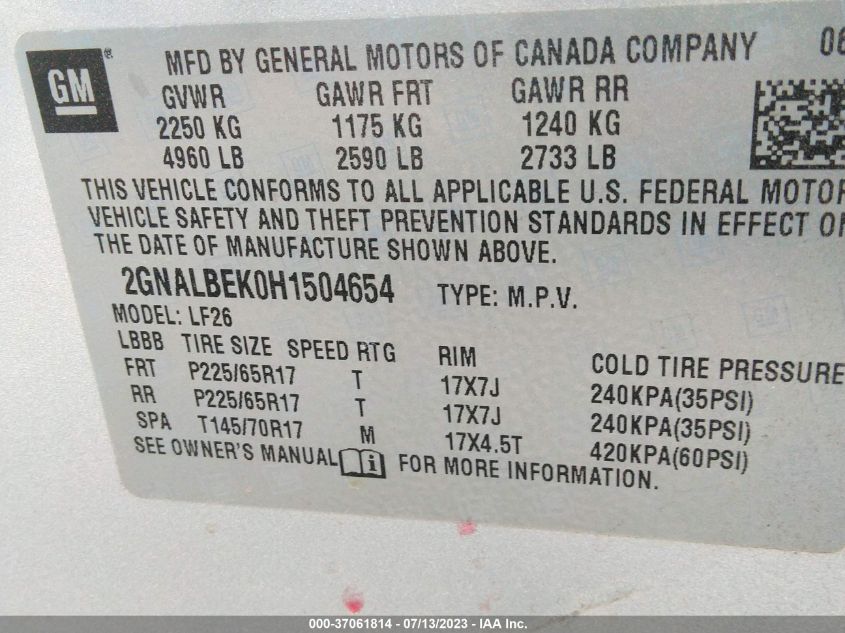 GM ®
MFD BY GENERAL MOTORS OF CANADA COMPANY 06
GVWR GAWR FRT GAWR RR
2250 KG 1175 KG 1240 KG
4960 LB 2590 LB 2733 LB
THIS VEHICLE CONFORMS TO ALL APPLICABLE U.S. FEDERAL MOTOR
VEHICLE SAFETY AND THEFT PREVENTION STANDARDS IN EFFECT ON
THE DATE OF MANUFACTURE SHOWN ABOVE.
2GNALBEK0H1504654 TYPE: M.P.V.
MODEL: LF26
LBBB TIRE SIZE SPEED RTG RIM COLD TIRE PRESSURE
FRT P225/65R17 T 17X7J 240KPA(35PSI)
RR P225/65R17 T 17X7J 240KPA(35PSI)
SPA T145/70R17 M 17X4.5T 420KPA(60PSI)
SEE OWNER'S MANUAL FOR MORE INFORMATION.
000-37061814 - 07/13/2023 - IAA Inc.